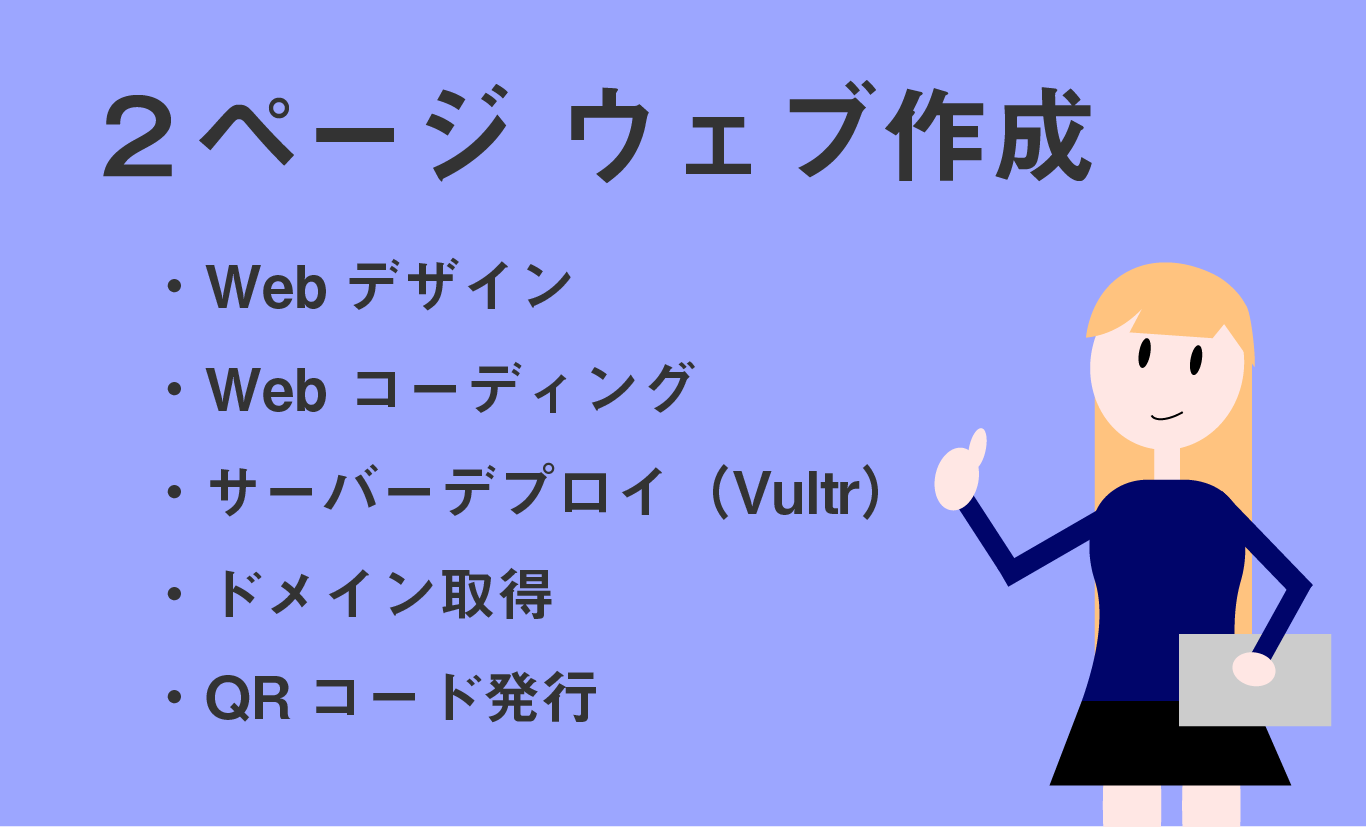 2ページ ウェブ作成
・Web デザイン
・Web コーディング
・サーバーデプロイ（Vultr）
・ドメイン取得
・QR コード発行